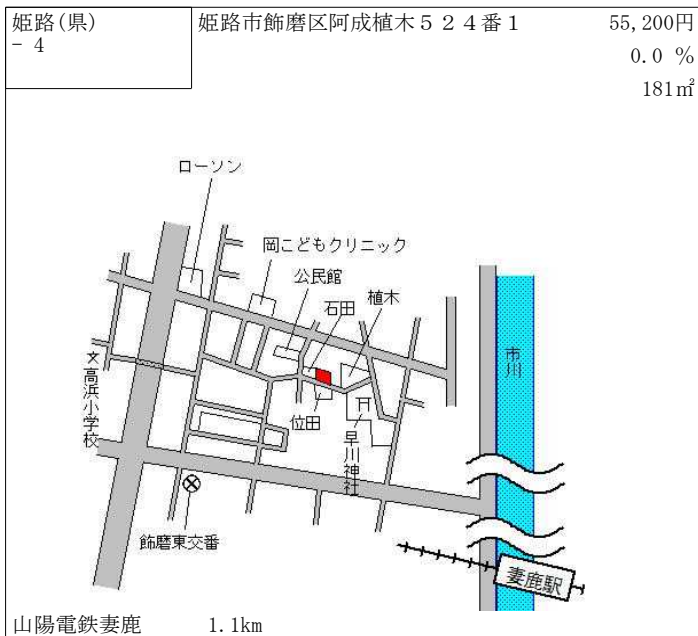 姫路(県)
- 4
姫路市飾磨区阿成植木５２４番１
55,200円
0.0 %
181㎡
ローソン
岡こどもクリニック
公民館
石田
植木
市川
文
高浜小学校
位田
早川神社
飾磨東交番
妻鹿駅
山陽電鉄妻鹿 1.1km